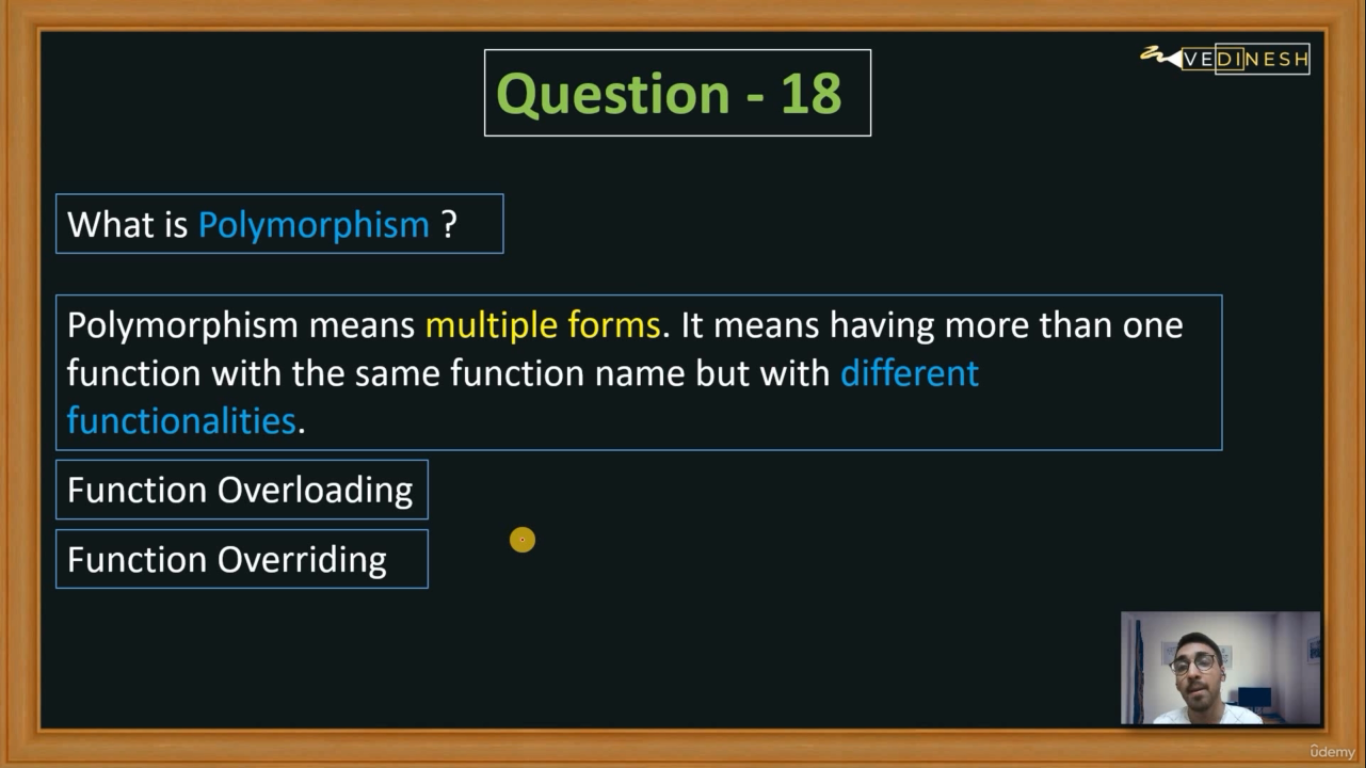 VEDINESH
Question - 18
What is Polymorphism ?
Polymorphism means multiple forms. It means having more than one
function with the same function name but with different
functionalities.
Function Overloading
Function Overriding
ûdemy